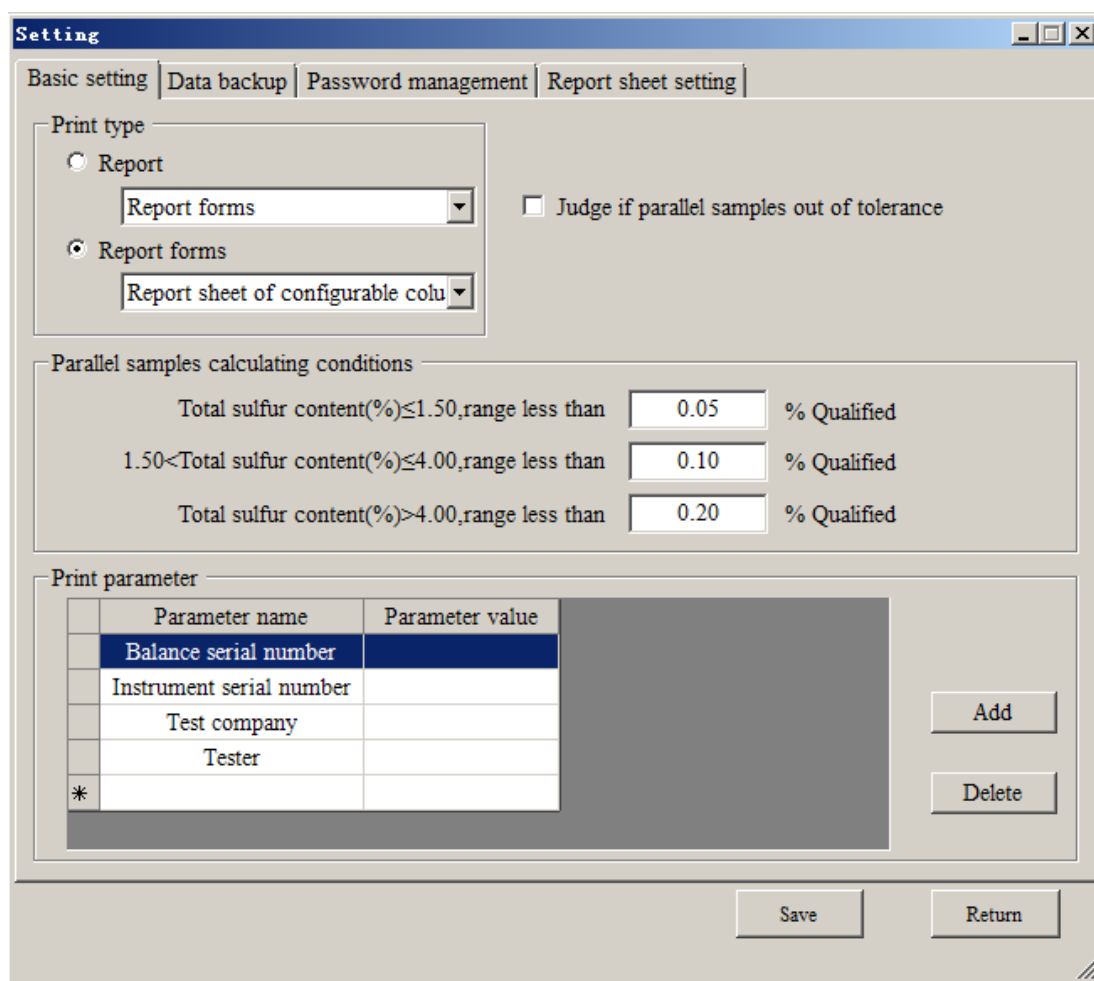 Setting
Basic setting Data backup Password management Report sheet setting
Print type
Report
Report forms
Judge if parallel samples out of tolerance
Report forms
Report sheet of configurable colu
Parallel samples calculating conditions
Total sulfur content(%)≤1.50,range less than 0.05 % Qualified
1.50<Total sulfur content(%)≤4.00,range less than 0.10 % Qualified
Total sulfur content(%)>4.00,range less than 0.20 % Qualified
Print parameter
Parameter name Parameter value
Balance serial number
Instrument serial number
Test company
Tester
*
Add
Delete
Save Return